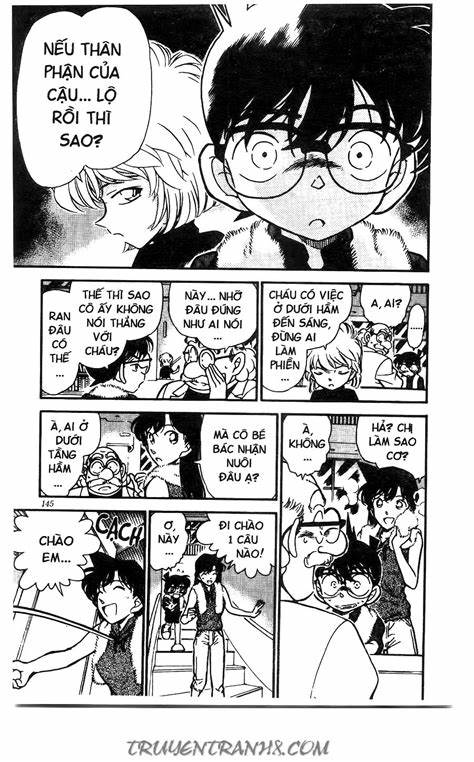 NẾU THÂN
PHẬN CỦA
CẬU... LỘ
RỒI THÌ
SAO?
A, AI?
...
CHÁU CÓ VIỆC
Ở DƯỚI HẦM
ĐẾN SÁNG,
ĐỪNG AI
LÀM
PHIỀN
...
NÀY... NHỠ
ĐÂU ĐÚNG
NHƯ AI NÓI
...
THẾ THÌ SAO
CÔ ẤY KHÔNG
NÓI THẲNG
VỚI
CHÁU?
RAN
ĐÂU CÓ
THỂ
...
HẢ? CHỊ
LÀM SAO
CƠ?
À,
KHÔNG
...
MÀ CÔ BÉ
BÁC NHẬN
NUÔI
ĐÂU Ạ?
À, AI Ở
DƯỚI
TẦNG
HẦM...
145
ĐI CHÀO
1 CÂU
NÀO!
Ơ,
NÀY
...
CẠCH
CHÀO
EM...
TRUYENTRANH8.COM